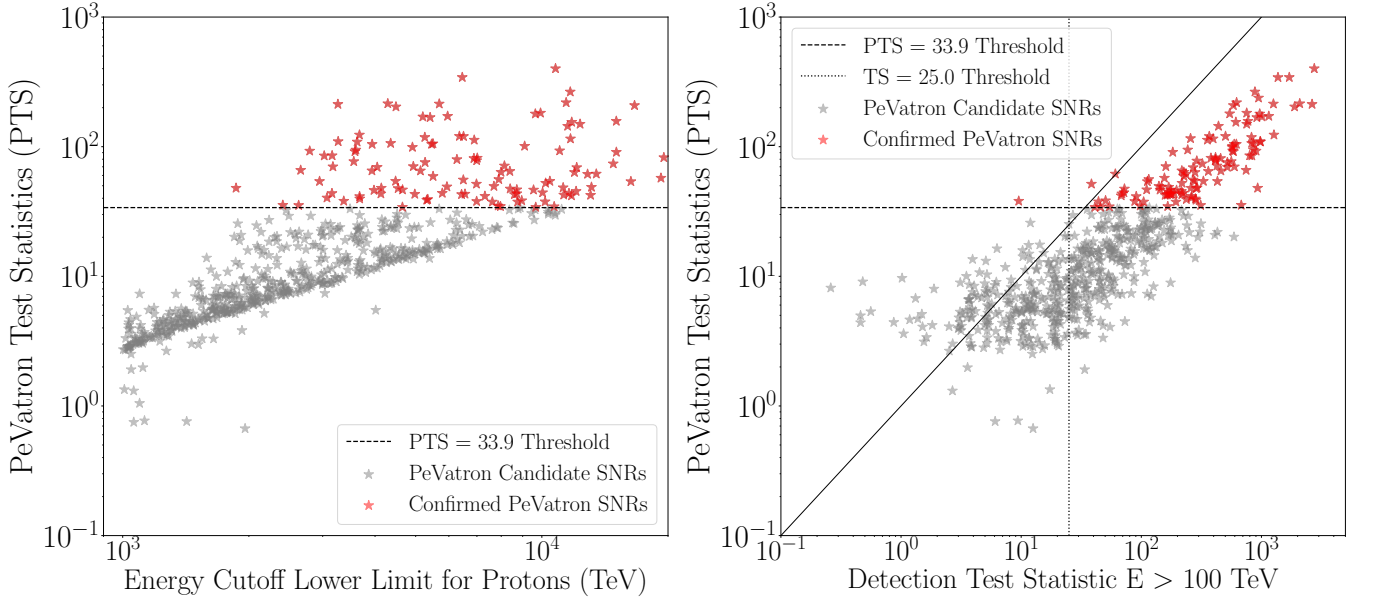 PeVatron Test Statistics (PTS)
10^3
10^2
10^1
10^0
10^-1
PTS = 33.9 Threshold
PeVatron Candidate SNRs
Confirmed PeVatron SNRs
10^3
10^4
Energy Cutoff Lower Limit for Protons (TeV)
PeVatron Test Statistics (PTS)
10^3
10^2
10^1
10^0
10^-1
PTS = 33.9 Threshold
TS = 25.0 Threshold
PeVatron Candidate SNRs
Confirmed PeVatron SNRs
10^-1
10^0
10^1
10^2
10^3
Detection Test Statistic E > 100 TeV